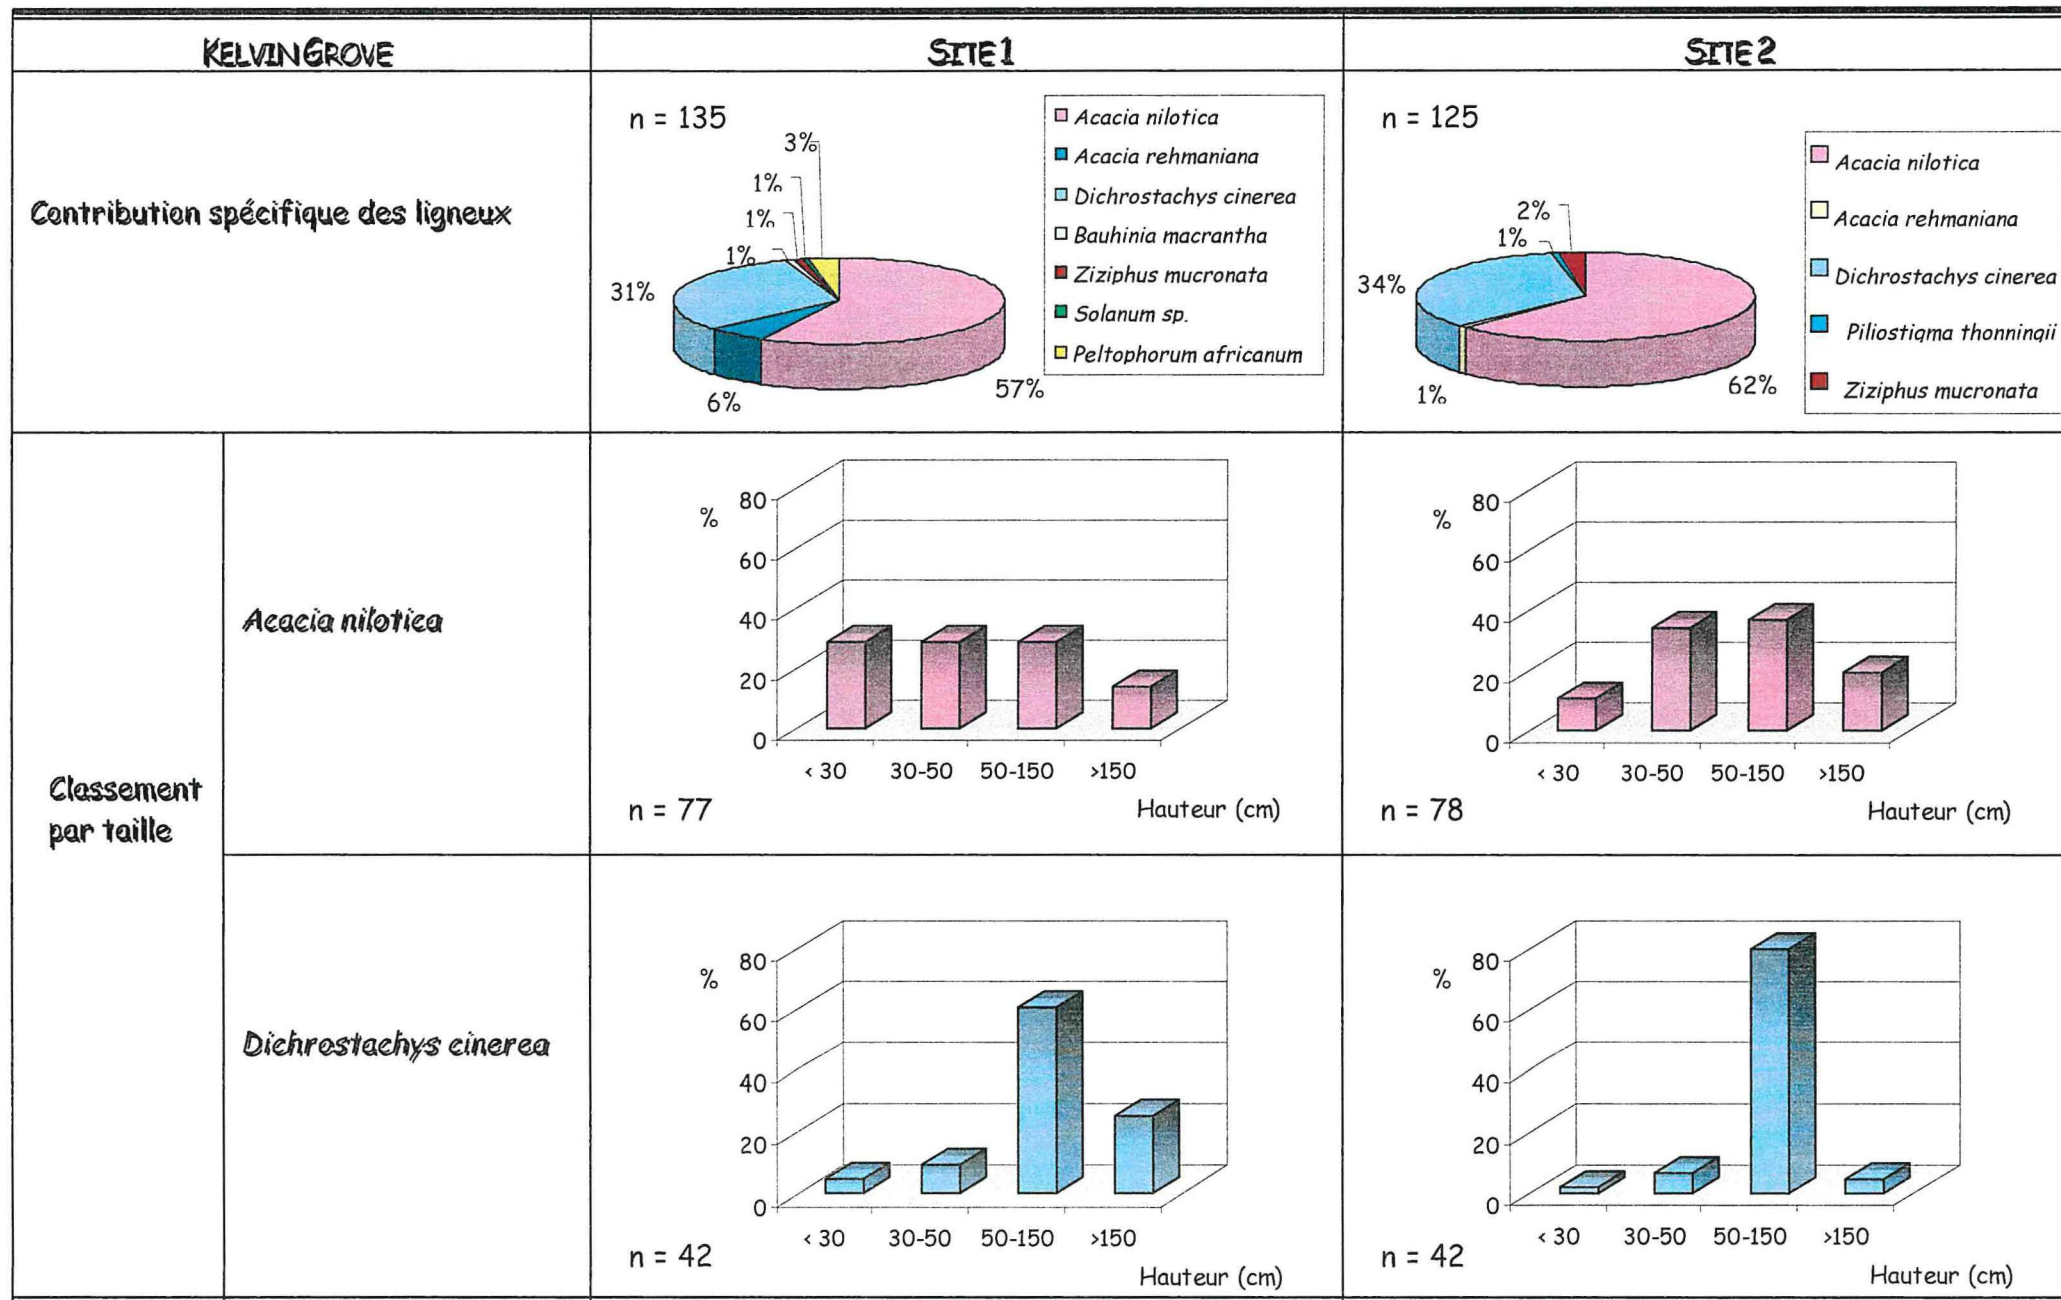 KELVIN GROVE
SITE 1
SITE 2
Contribution spécifique des ligneux
n = 135
3%
1%
1%
1%
31%
6%
57%
Acacia nilotica
Acacia rehmaniana
Dichrostachys cinerea
Bauhinia macrantha
Ziziphus mucronata
Solanum sp.
Peltophorum africanum
n = 125
2%
1%
34%
1%
62%
Acacia nilotica
Acacia rehmaniana
Dichrostachys cinerea
Piliostigma thonningii
Ziziphus mucronata
Classement
par taille
Acacia nilotica
%
80
60
40
20
0
< 30 30-50 50-150 >150
n = 77
Hauteur (cm)
%
80
60
40
20
0
< 30 30-50 50-150 >150
n = 78
Hauteur (cm)
Dichrostachys cinerea
%
80
60
40
20
0
< 30 30-50 50-150 >150
n = 42
Hauteur (cm)
%
80
60
40
20
0
< 30 30-50 50-150 >150
n = 42
Hauteur (cm)